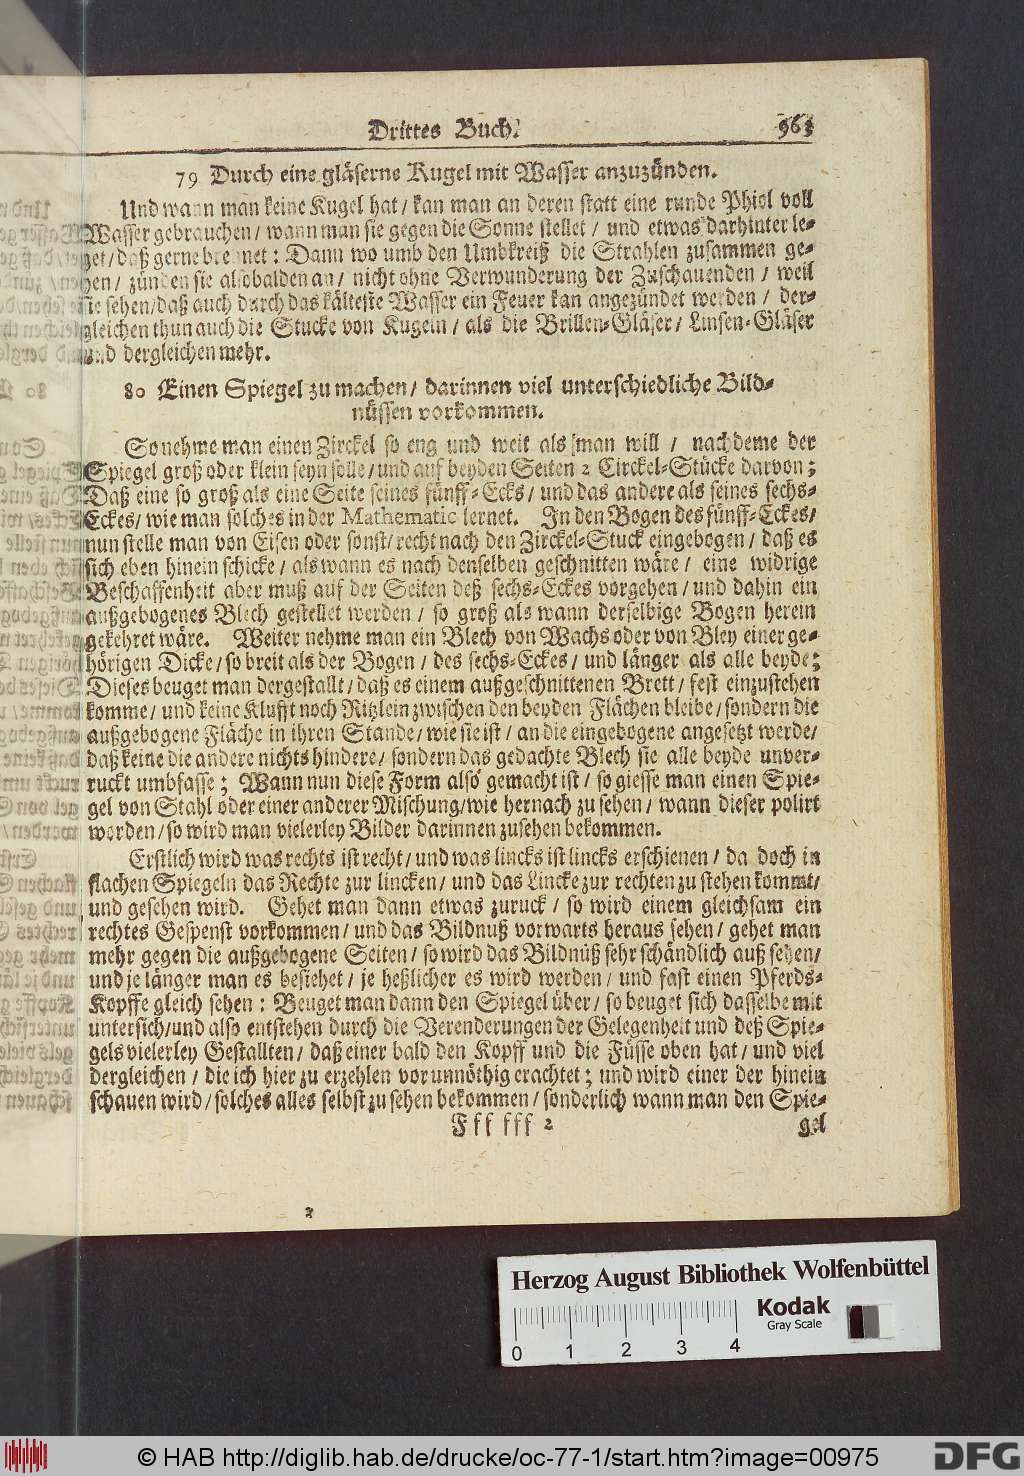 Drittes Buch. 963
79 Durch eine gläserne Kugel mit Wasser anzuzünden.
Und wann man keine Kugel hat / kan man an deren statt eine runde Phiol voll
Wasser gebrauchen / wann man sie gegen die Sonne stellet / und etwas darhinter le-
get / daß gerne brennet: Dann wo umb den Umbkreiß die Strahlen zusammen ge-
hen / zünden sie alsobalden an / nicht ohne Verwunderung der Zuschauenden / weil
sie sehen / daß auch durch das kälteste Wasser ein Feuer kan angezündet werden / der-
gleichen thun auch die Stucke von Kugeln / als die Brillen-Gläser / Linsen-Gläser
und dergleichen mehr.
80 Einen Spiegel zu machen / darinnen viel unterschiedliche Bild-
nüssen vorkommen.
So nehme man einen Zirckel so eng und weit als man will / nachdeme der
Spiegel groß oder klein seyn solle / und auf beyden Seiten 2 Circkel-Stücke darvon;
Daß eine so groß als eine Seite seines fünff-Ecks / und das andere als seines sechs-
Eckes / wie man solches in der Mathematic lernet. In den Bogen des fünff-Eckes /
nun stelle man von Eisen oder sonst / recht nach den Zirckel-Stuck eingebogen / daß es
sich eben hinein schicke / als wann es nach denselben geschnitten wäre / eine widrige
Beschaffenheit aber muß auf der Seiten deß sechs-Eckes vorgehen / und dahin ein
außgebogenes Blech gestellet werden / so groß als wann derselbige Bogen herein
gekehret wäre. Weiter nehme man ein Blech von Wachs oder von Bley einer ge-
hörigen Dicke / so breit als der Bogen / des sechs-Eckes / und länger als alle beyde;
Dieses beuget man dergestallt / daß es einem außgeschnittenen Brett / fest einzustehen
komme / und keine Klufft noch Ritzlein zwischen den beyden Flächen bleibe / sondern die
außgebogene Fläche in ihren Stande / wie sie ist / an die eingebogene angesetzt werde /
daß keine die andere nichts hindere / sondern das gedachte Blech sie alle beyde unver-
ruckt umbfasse; Wann nun diese Form also gemacht ist / so giesse man einen Spie-
gel von Stahl oder einer anderer Mischung / wie hernach zu sehen / wann dieser polirt
worden / so wird man vielerley Bilder darinnen zusehen bekommen.
Erstlich wird was rechts ist recht / und was lincks ist lincks erschienen / da doch in
flachen Spiegeln das Rechte zur lincken / und das Lincke zur rechten zu stehen kommt /
und gesehen wird. Gehet man dann etwas zuruck / so wird einem gleichsam ein
rechtes Gespenst vorkommen / und das Bildnuß vorwarts heraus sehen / gehet man
mehr gegen die außgebogene Seiten / so wird das Bildnüß sehr schändlich auß sehen /
und je länger man es besiehet / je heßlicher es wird werden / und fast einen Pferds-
Kopffe gleich sehen: Beuget man dann den Spiegel über / so beuget sich dasselbe mit
untersich / und also entstehen durch die Verenderungen der Gelegenheit und deß Spie-
gels vielerley Gestallten / daß einer bald den Kopff und die Füsse oben hat / und viel
dergleichen / die ich hier zu erzehlen vor unnöthig erachtet; und wird einer der hinein
schauen wird / solches alles selbst zu sehen bekommen / sonderlich wann man den Spie-
Fff fff 2 gel
Herzog August Bibliothek Wolfenbüttel
Kodak
Gray Scale
0 1 2 3 4
© HAB http://diglib.hab.de/drucke/oc-77-1/start.htm?image=00975
DFG